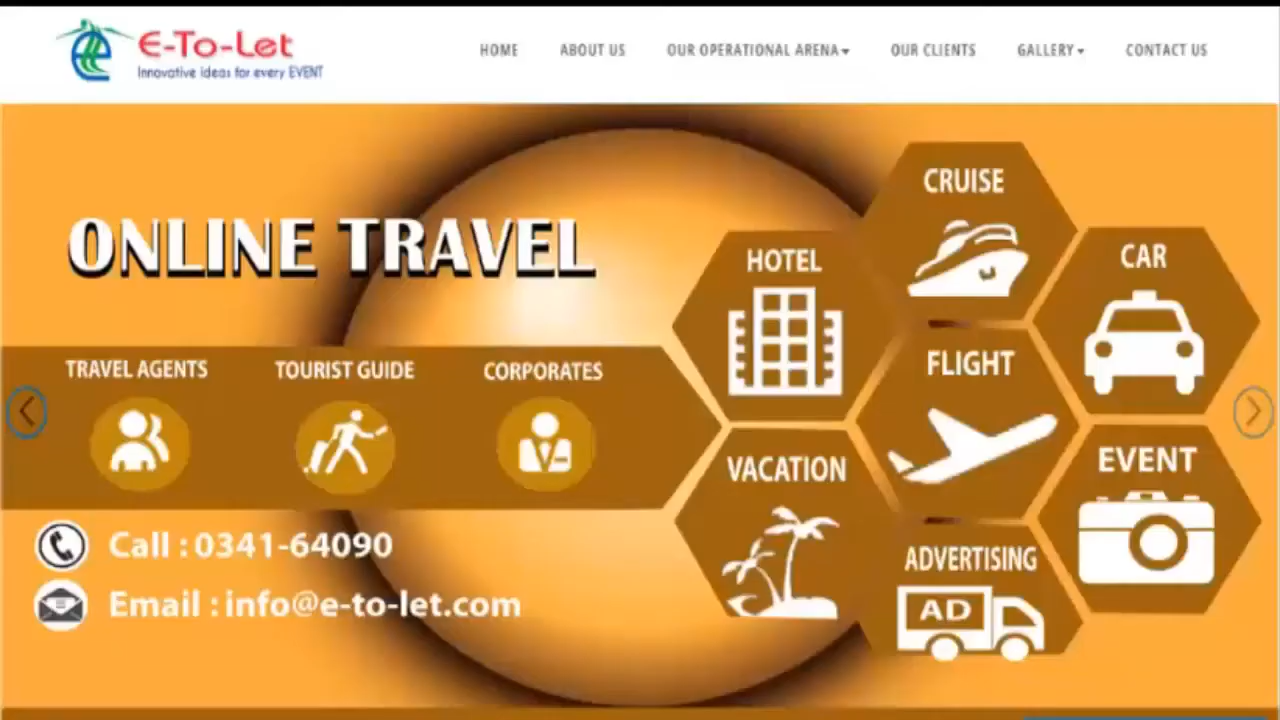 E-To-Let
Innovative ideas for every EVENT
HOME ABOUT US OUR OPERATIONAL ARENA OUR CLIENTS GALLERY CONTACT US
ONLINE TRAVEL
TRAVEL AGENTS TOURIST GUIDE CORPORATES
Call : 0341-64090
Email : info@e-to-let.com
CRUISE
HOTEL
CAR
FLIGHT
VACATION
EVENT
ADVERTISING
AD